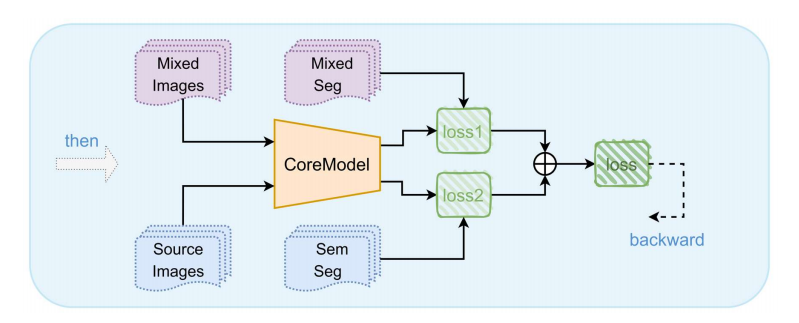 Mixed
Images
Mixed
Seg
then
CoreModel
loss1
loss2
loss
backward
Source
Images
Sem
Seg